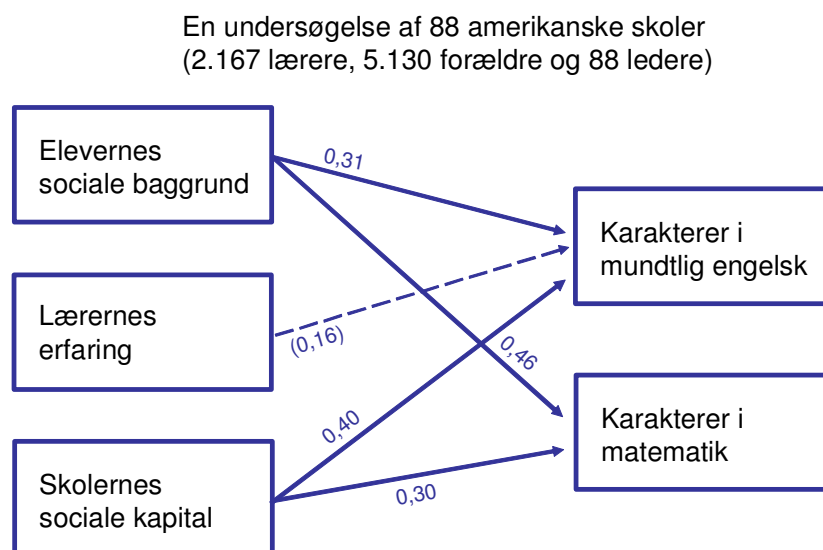 En undersøgelse af 88 amerikanske skoler
(2.167 lærere, 5.130 forældre og 88 ledere)
Elevernes
sociale baggrund
0,31
Karakterer i
mundtlig engelsk
Lærernes
erfaring
(0,16)
0,46
0,40
Karakterer i
matematik
Skolernes
sociale kapital
0,30